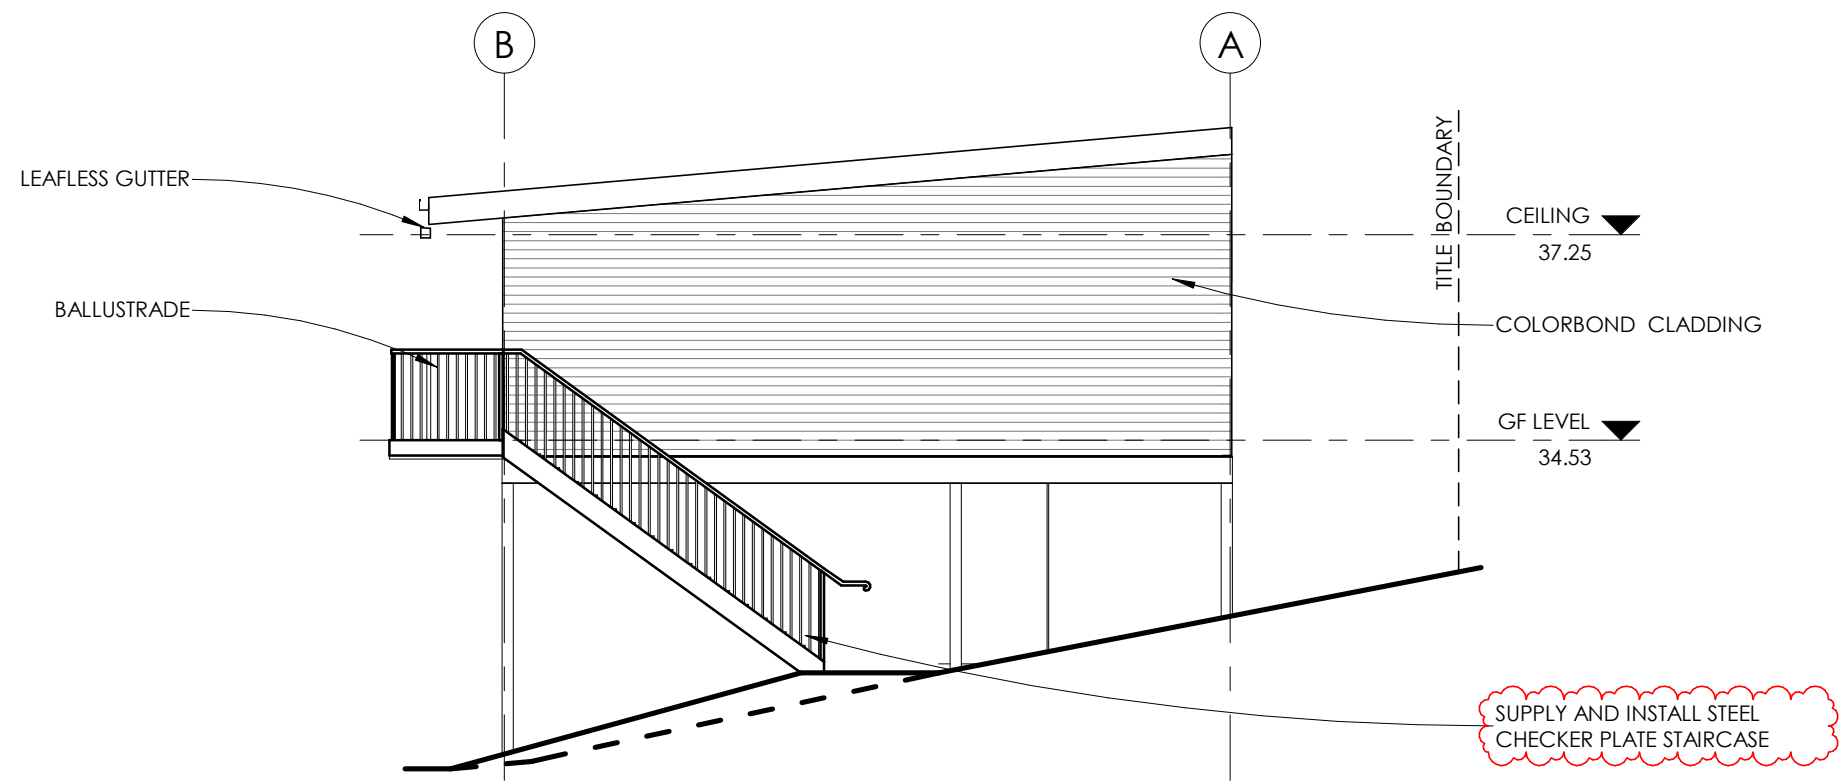 B
A
LEAFLESS GUTTER
TITLE BOUNDARY
CEILING
37.25
BALLUSTRADE
COLORBOND CLADDING
GF LEVEL
34.53
SUPPLY AND INSTALL STEEL
CHECKER PLATE STAIRCASE